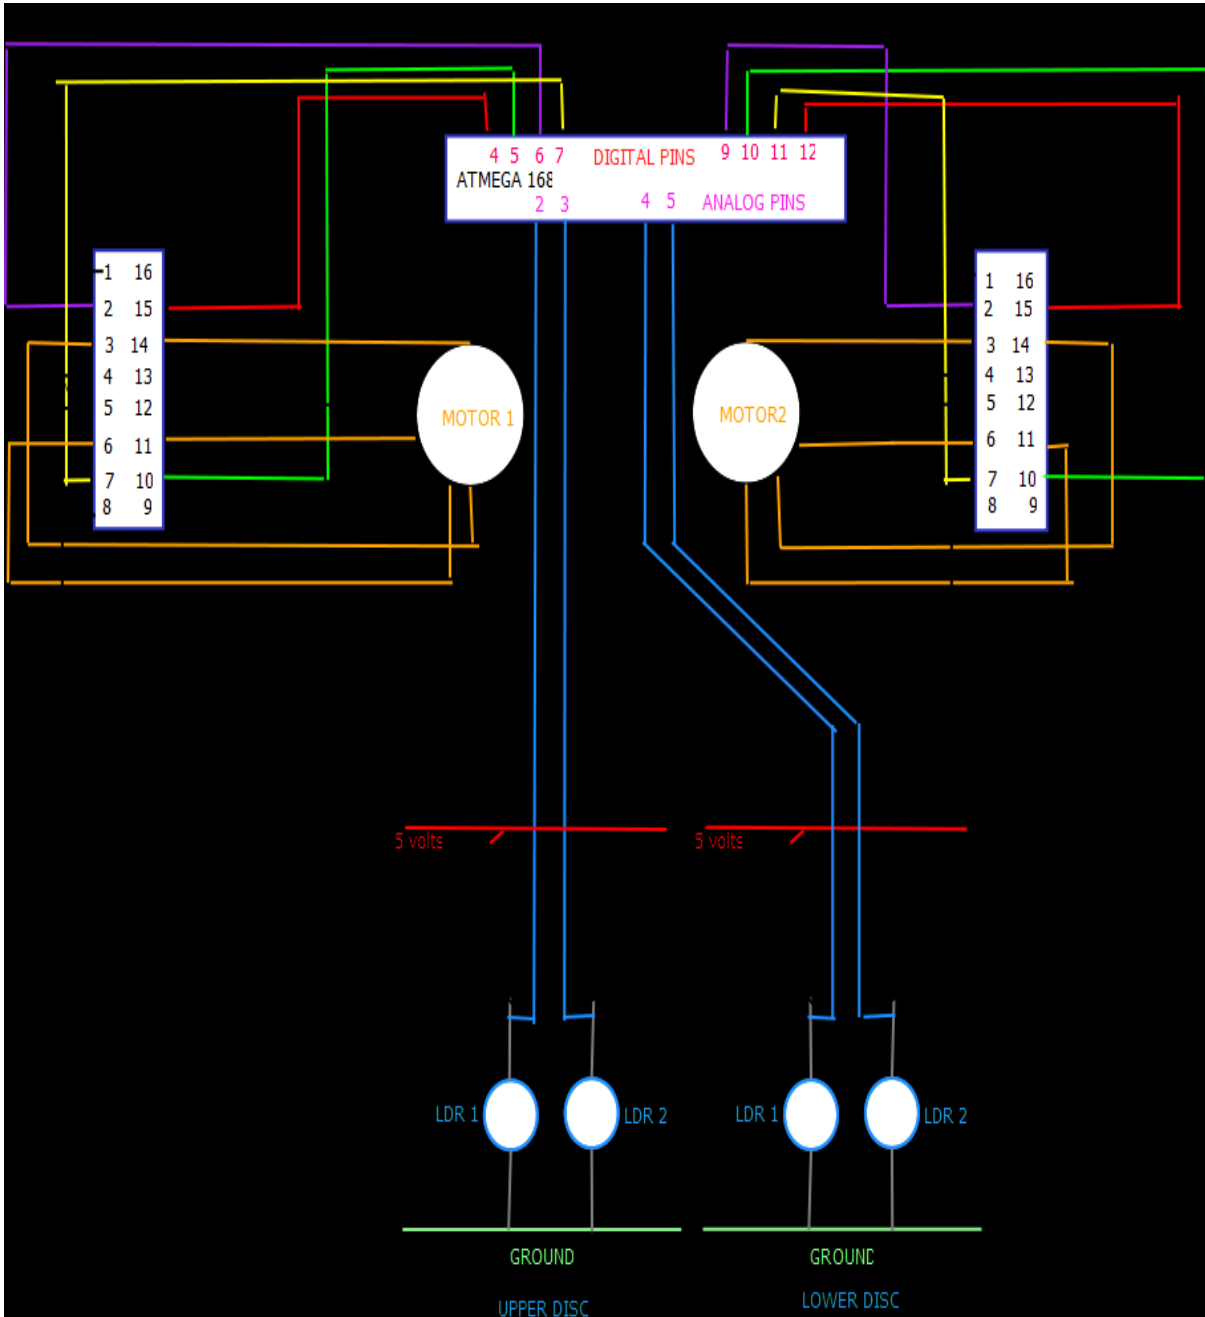 4 5 6 7 DIGITAL PINS 9 10 11 12
ATMEGA 168
2 3 4 5 ANALOG PINS
1 16
2 15
3 14
4 13
5 12
6 11
7 10
8 9
MOTOR 1
MOTOR2
1 16
2 15
3 14
4 13
5 12
6 11
7 10
8 9
5 volts
5 volts
LDR 1
LDR 2
LDR 1
LDR 2
GROUND
GROUND
UPPER DISC
LOWER DISC